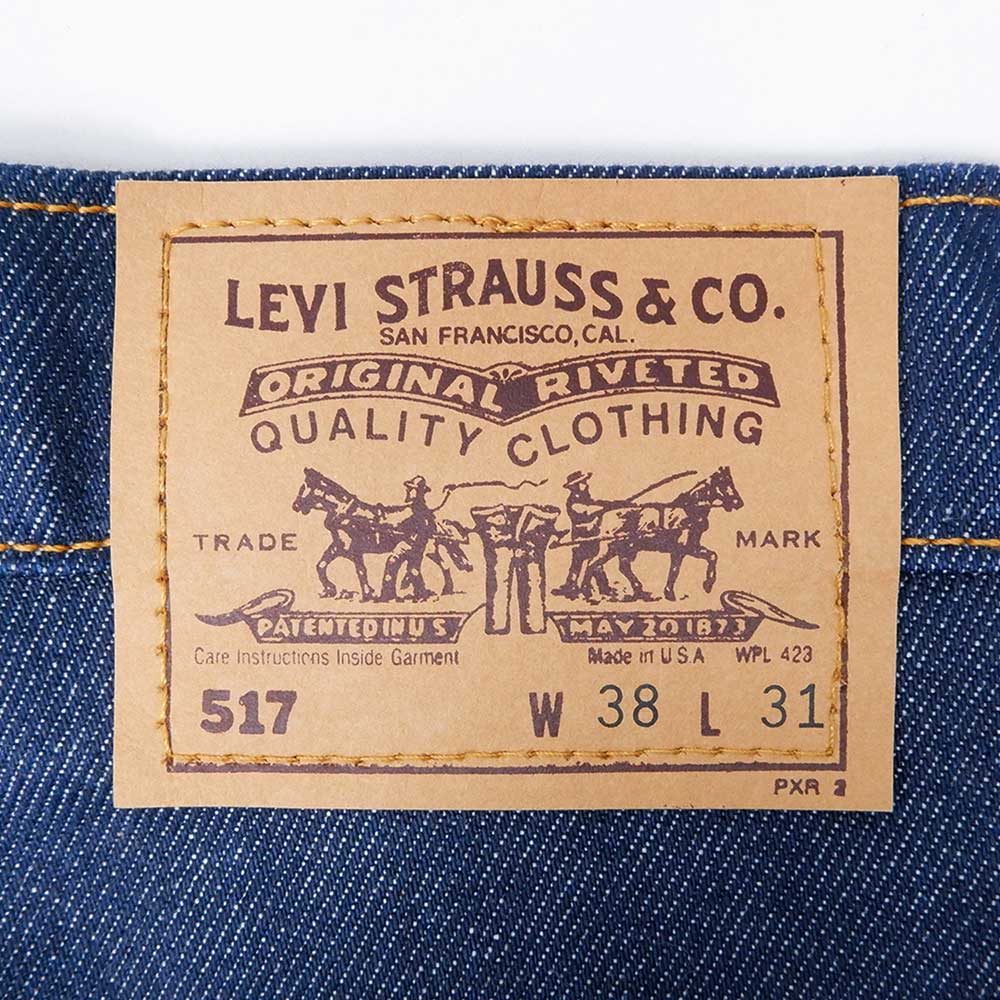 LEVI STRAUSS & CO.
SAN FRANCISCO, CAL.
ORIGINAL RIVETED
QUALITY CLOTHING
TRADE MARK
PATENTED IN U S MAY 20 1873
Care Instructions Inside Garment Made in U S A WPL 423
517 W 38 L 31
PXR 2